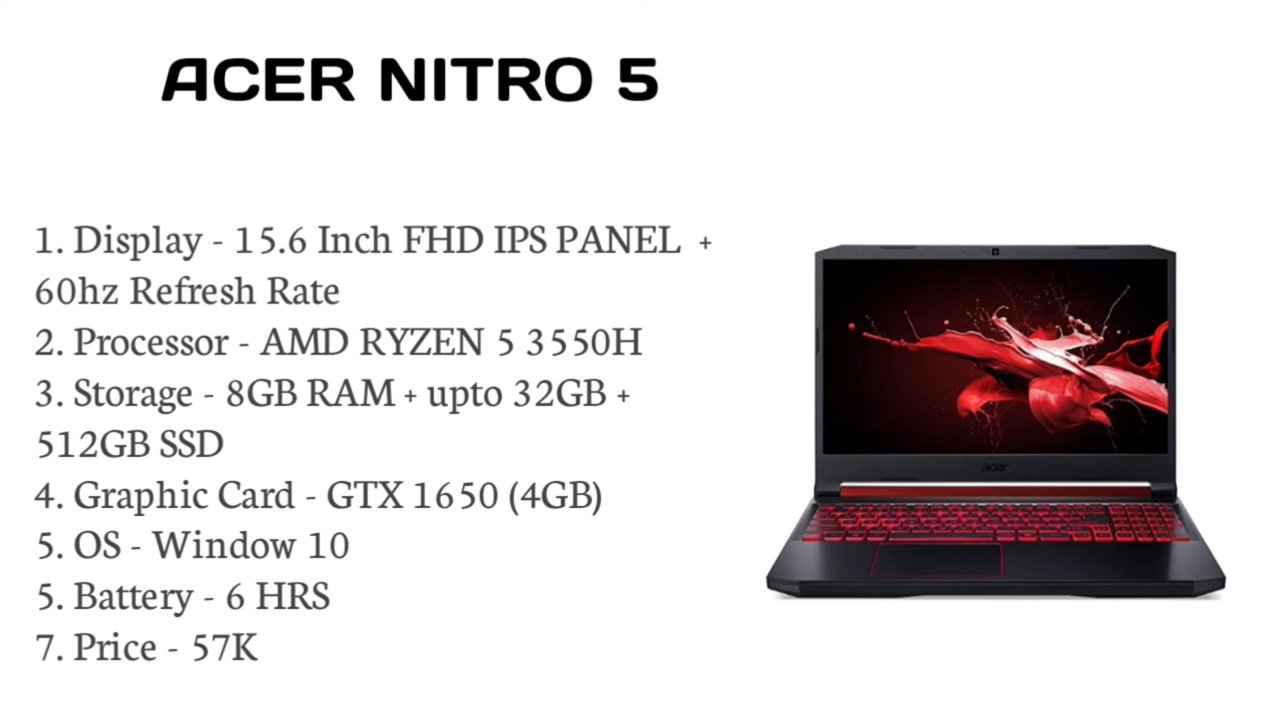 ACER NITRO 5
1. Display - 15.6 Inch FHD IPS PANEL +
60hz Refresh Rate
2. Processor - AMD RYZEN 5 3550H
3. Storage - 8GB RAM + upto 32GB +
512GB SSD
4. Graphic Card - GTX 1650 (4GB)
5. OS - Window 10
5. Battery - 6 HRS
7. Price - 57K
acer